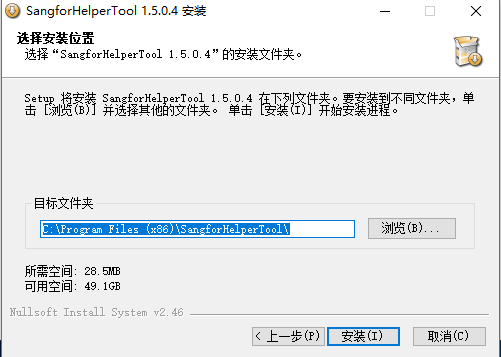 SangforHelperTool 1.5.0.4 安装
选择安装位置
选择“SangforHelperTool 1.5.0.4”的安装文件夹。
Setup 将安装 SangforHelperTool 1.5.0.4 在下列文件夹。要安装到不同文件夹，单
击 [浏览(B)] 并选择其他的文件夹。 单击 [安装(I)] 开始安装进程。
目标文件夹
C:\Program Files (x86)\SangforHelperTool\
浏览(B)...
所需空间: 28.5MB
可用空间: 49.1GB
Nullsoft Install System v2.46
< 上一步(P)
安装(I)
取消(C)